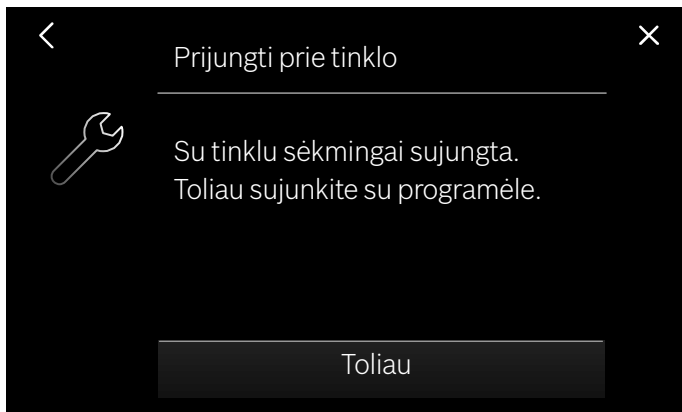 Prijungti prie tinklo
Su tinklu sėkmingai sujungta.
Toliau sujunkite su programėle.
Toliau